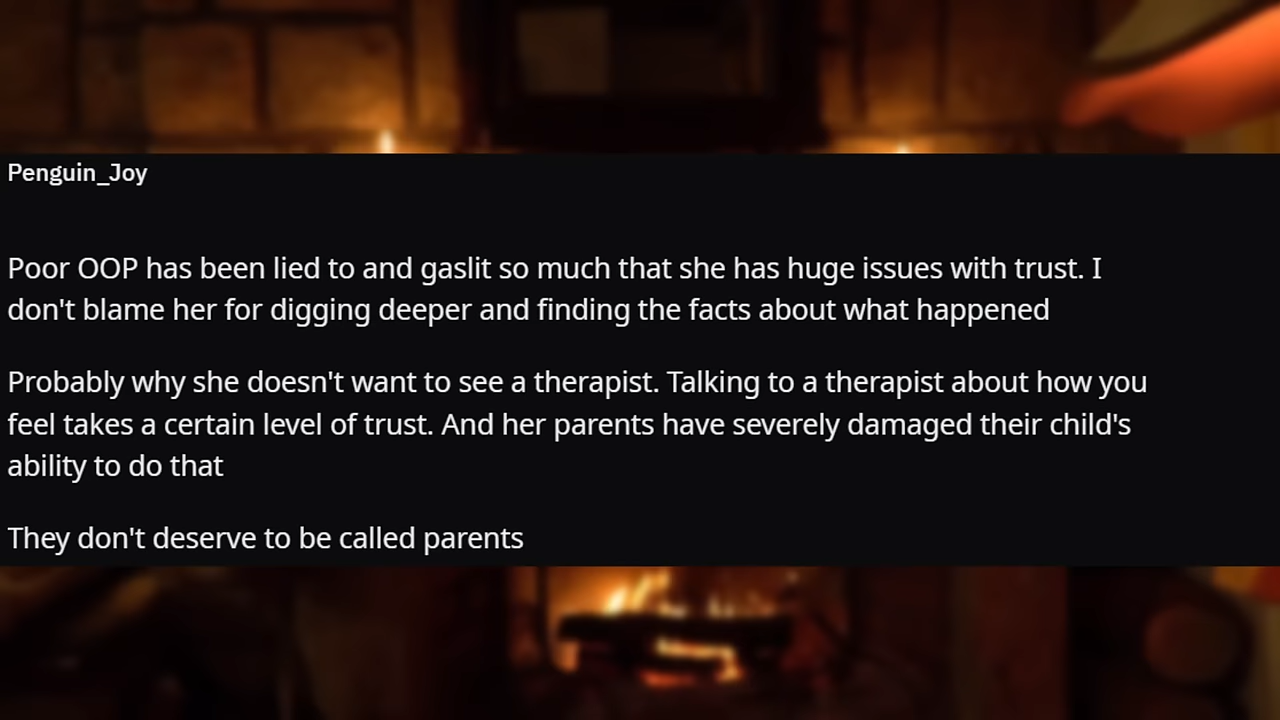 Penguin_Joy
Poor OOP has been lied to and gaslit so much that she has huge issues with trust. I
don't blame her for digging deeper and finding the facts about what happened
Probably why she doesn't want to see a therapist. Talking to a therapist about how you
feel takes a certain level of trust. And her parents have severely damaged their child's
ability to do that
They don't deserve to be called parents